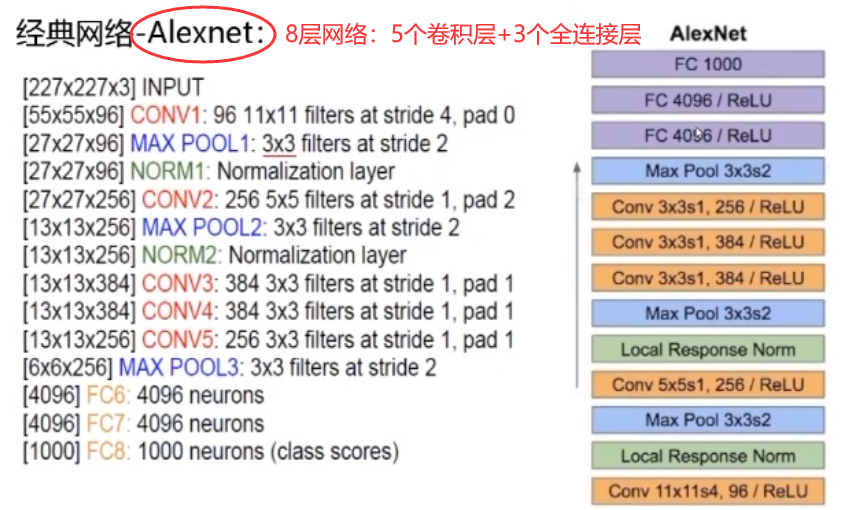 经典网络-Alexnet： 8层网络：5个卷积层+3个全连接层
[227x227x3] INPUT
[55x55x96] CONV1: 96 11x11 filters at stride 4, pad 0
[27x27x96] MAX POOL1: 3x3 filters at stride 2
[27x27x96] NORM1: Normalization layer
[27x27x256] CONV2: 256 5x5 filters at stride 1, pad 2
[13x13x256] MAX POOL2: 3x3 filters at stride 2
[13x13x256] NORM2: Normalization layer
[13x13x384] CONV3: 384 3x3 filters at stride 1, pad 1
[13x13x384] CONV4: 384 3x3 filters at stride 1, pad 1
[13x13x256] CONV5: 256 3x3 filters at stride 1, pad 1
[6x6x256] MAX POOL3: 3x3 filters at stride 2
[4096] FC6: 4096 neurons
[4096] FC7: 4096 neurons
[1000] FC8: 1000 neurons (class scores)
AlexNet
FC 1000
FC 4096 / ReLU
FC 4096 / ReLU
Max Pool 3x3s2
Conv 3x3s1, 256 / ReLU
Conv 3x3s1, 384 / ReLU
Conv 3x3s1, 384 / ReLU
Max Pool 3x3s2
Local Response Norm
Conv 5x5s1, 256 / ReLU
Max Pool 3x3s2
Local Response Norm
Conv 11x11s4, 96 / ReLU